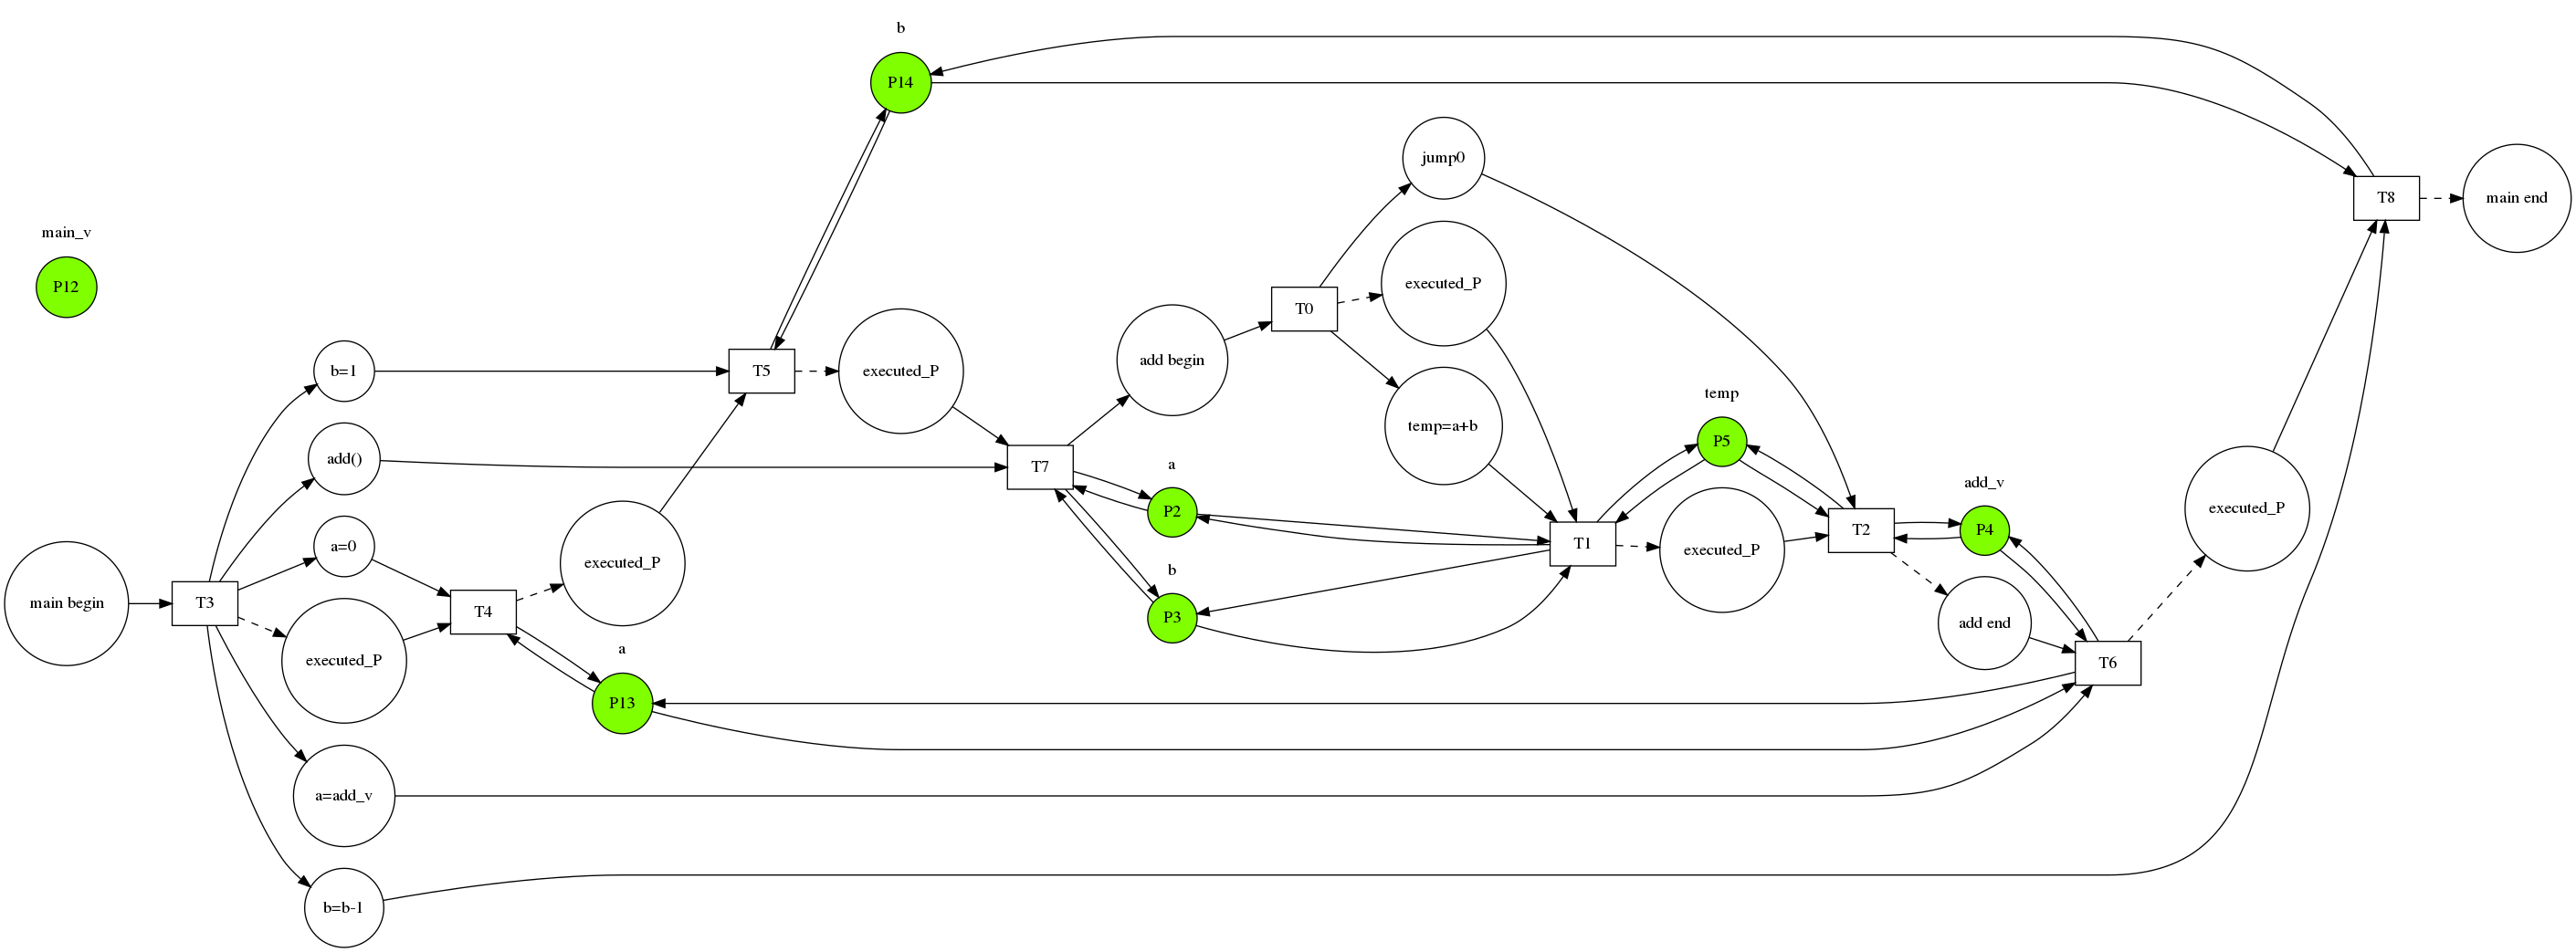 b
P14
jump0
T8
main end
main_v
P12
executed_P
T0
add begin
b=1
T5
executed_P
temp
temp=a+b
P5
add()
T7
a
P2
add_v
P4
executed_P
T2
T1
executed_P
a=0
executed_P
b
P3
main begin
T3
T4
add end
a
executed_P
T6
P13
a=add_v
b=b-1